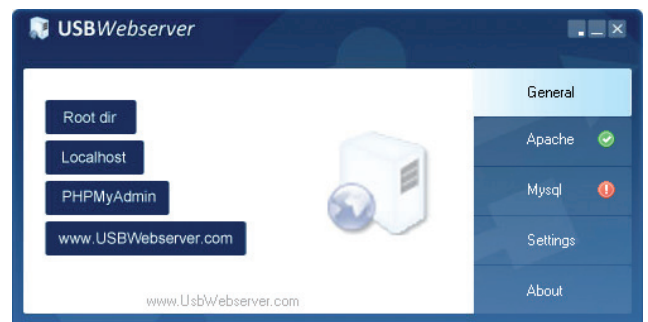 USBWebserver
Root dir
Localhost
PHPMyAdmin
www.USBWebserver.com
www.UsbWebserver.com
General
Apache
Mysql
Settings
About